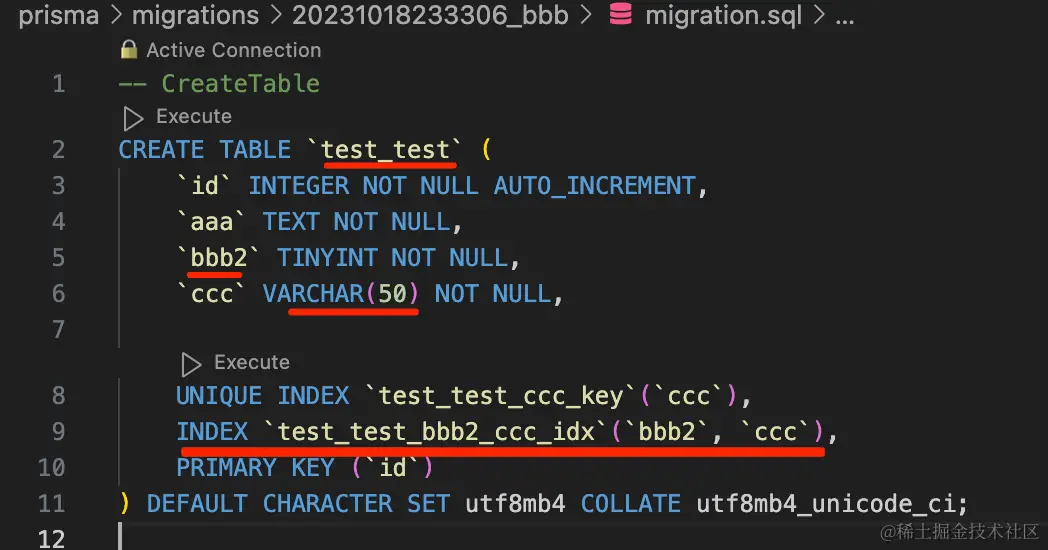 prisma > migrations > 20231018233306_bbb > migration.sql > ...
Active Connection
1 -- CreateTable
Execute
2 CREATE TABLE `test_test` (
3 `id` INTEGER NOT NULL AUTO_INCREMENT,
4 `aaa` TEXT NOT NULL,
5 `bbb2` TINYINT NOT NULL,
6 `ccc` VARCHAR(50) NOT NULL,
7
Execute
8 UNIQUE INDEX `test_test_ccc_key`(`ccc`),
9 INDEX `test_test_bbb2_ccc_idx`(`bbb2`, `ccc`),
10 PRIMARY KEY (`id`)
11 ) DEFAULT CHARACTER SET utf8mb4 COLLATE utf8mb4_unicode_ci;
12
@稀土掘金技术社区